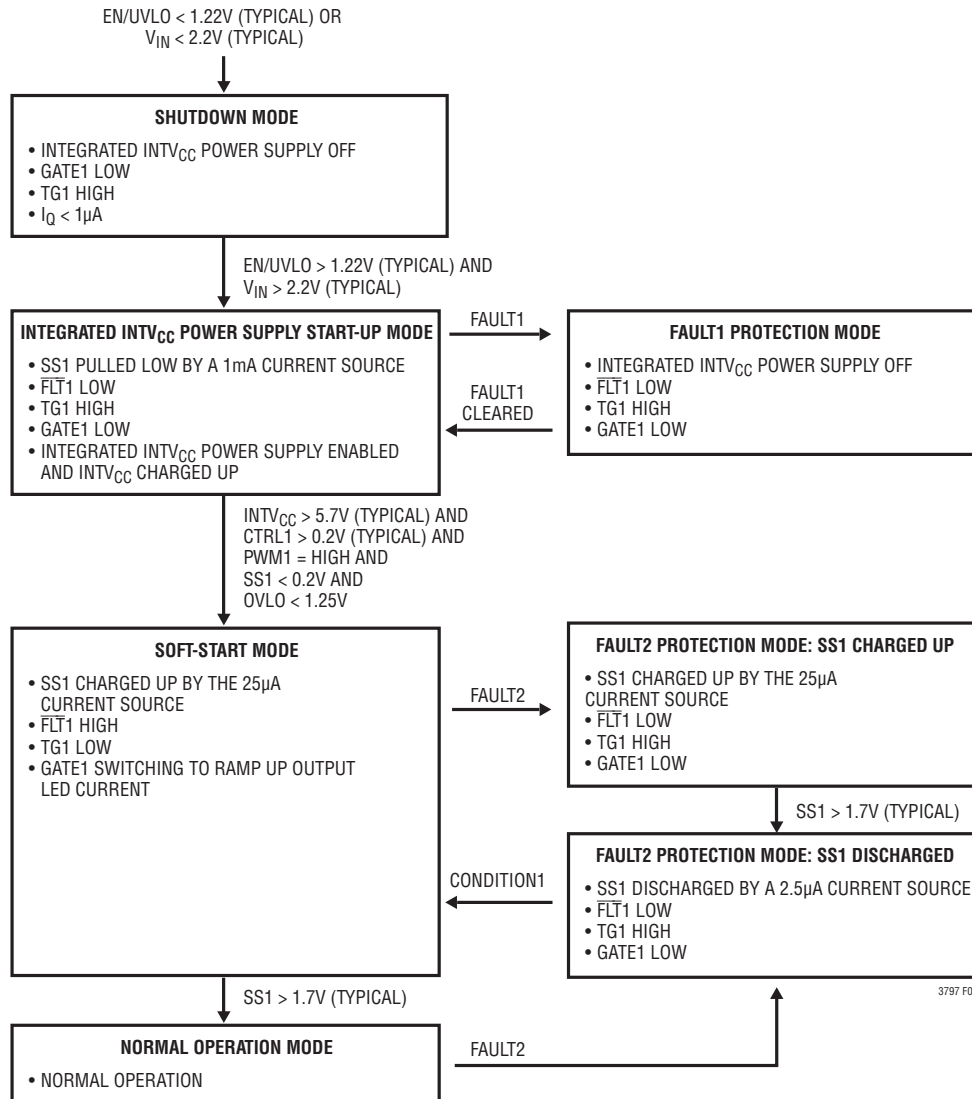 EN/UVLO < 1.22V (TYPICAL) OR
VIN < 2.2V (TYPICAL)
SHUTDOWN MODE
• INTEGRATED INTVCC POWER SUPPLY OFF
• GATE1 LOW
• TG1 HIGH
• IQ < 1µA
EN/UVLO > 1.22V (TYPICAL) AND
VIN > 2.2V (TYPICAL)
INTEGRATED INTVCC POWER SUPPLY START-UP MODE
• SS1 PULLED LOW BY A 1mA CURRENT SOURCE
• F̅L̅T̅1 LOW
• TG1 HIGH
• GATE1 LOW
• INTEGRATED INTVCC POWER SUPPLY ENABLED
AND INTVCC CHARGED UP
FAULT1
FAULT1
CLEARED
FAULT1 PROTECTION MODE
• INTEGRATED INTVCC POWER SUPPLY OFF
• F̅L̅T̅1 LOW
• TG1 HIGH
• GATE1 LOW
INTVCC > 5.7V (TYPICAL) AND
CTRL1 > 0.2V (TYPICAL) AND
PWM1 = HIGH AND
SS1 < 0.2V AND
OVLO < 1.25V
SOFT-START MODE
• SS1 CHARGED UP BY THE 25µA
CURRENT SOURCE
• F̅L̅T̅1 HIGH
• TG1 LOW
• GATE1 SWITCHING TO RAMP UP OUTPUT
LED CURRENT
FAULT2
FAULT2 PROTECTION MODE: SS1 CHARGED UP
• SS1 CHARGED UP BY THE 25µA
CURRENT SOURCE
• F̅L̅T̅1 LOW
• TG1 HIGH
• GATE1 LOW
SS1 > 1.7V (TYPICAL)
FAULT2 PROTECTION MODE: SS1 DISCHARGED
• SS1 DISCHARGED BY A 2.5µA CURRENT SOURCE
• F̅L̅T̅1 LOW
• TG1 HIGH
• GATE1 LOW
CONDITION1
3797 F0
SS1 > 1.7V (TYPICAL)
NORMAL OPERATION MODE
• NORMAL OPERATION
FAULT2